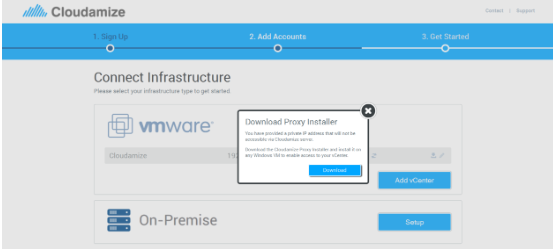 Cloudamize
Contact | Support
1. Sign Up
2. Add Accounts
3. Get Started
Connect Infrastructure
Please select your infrastructure type to get started.
vmware
Download Proxy Installer
You have provided a private IP address that will not be
accessible via Cloudamize server.
Download the Cloudamize Proxy Installer and install it on
any Windows VM to enable access to your vCenter.
Download
Cloudamize
Add vCenter
On-Premise
Setup